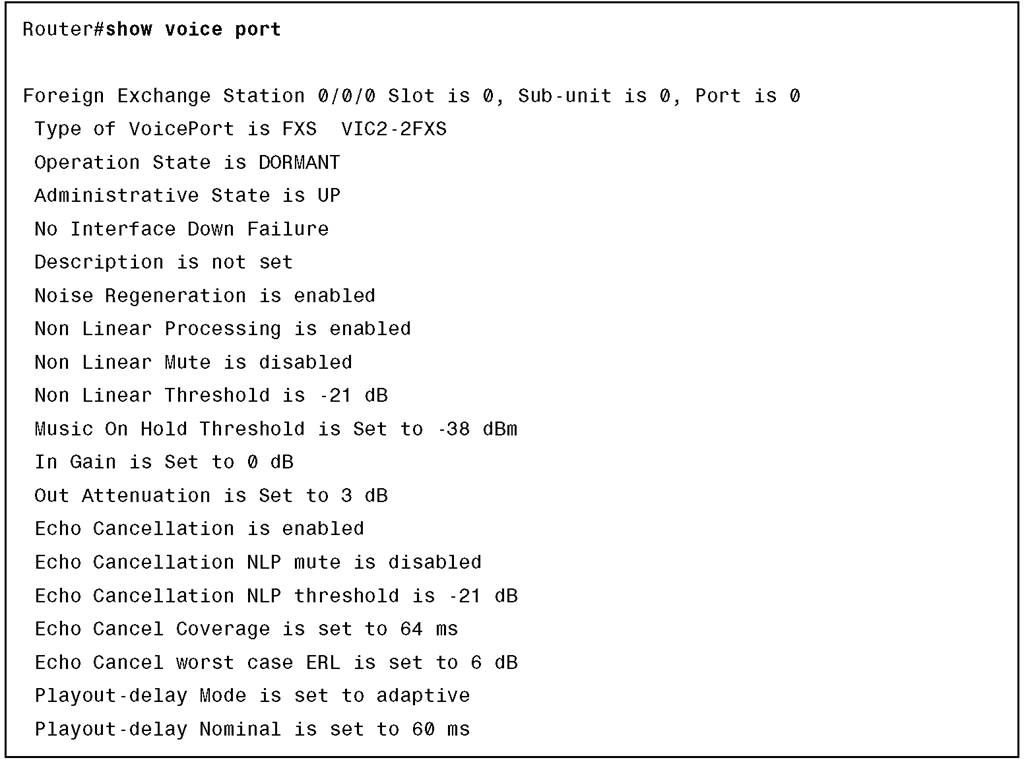 Router#show voice port
Foreign Exchange Station 0/0/0 Slot is 0, Sub-unit is 0, Port is 0
Type of VoicePort is FXS  VIC2-2FXS
Operation State is DORMANT
Administrative State is UP
No Interface Down Failure
Description is not set
Noise Regeneration is enabled
Non Linear Processing is enabled
Non Linear Mute is disabled
Non Linear Threshold is -21 dB
Music On Hold Threshold is Set to -38 dBm
In Gain is Set to 0 dB
Out Attenuation is Set to 3 dB
Echo Cancellation is enabled
Echo Cancellation NLP mute is disabled
Echo Cancellation NLP threshold is -21 dB
Echo Cancel Coverage is set to 64 ms
Echo Cancel worst case ERL is set to 6 dB
Playout-delay Mode is set to adaptive
Playout-delay Nominal is set to 60 ms